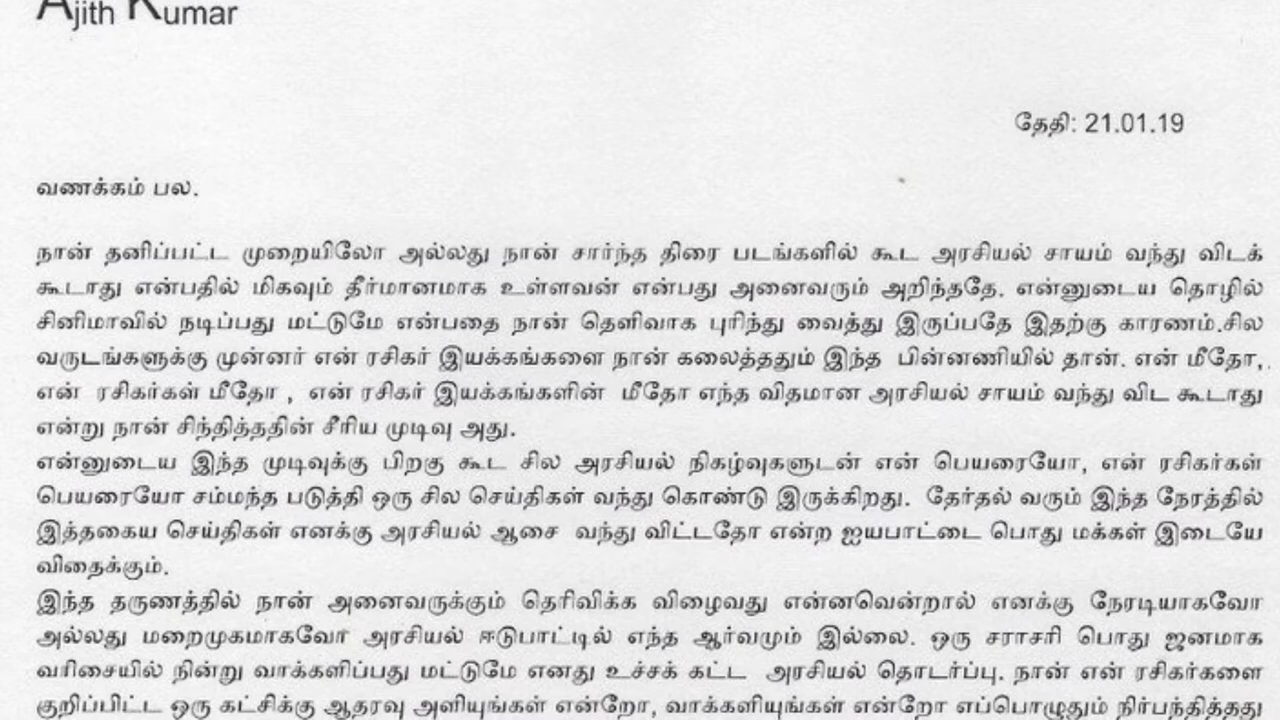 Ajith Kumar
தேதி: 21.01.19
வணக்கம் பல.
நான் தனிப்பட்ட முறையிலோ அல்லது நான் சார்ந்த திரை படங்களில் கூட அரசியல் சாயம் வந்து விடக்
கூடாது என்பதில் மிகவும் தீர்மானமாக உள்ளவன் என்பது அனைவரும் அறிந்ததே. என்னுடைய தொழில்
சினிமாவில் நடிப்பது மட்டுமே என்பதை நான் தெளிவாக புரிந்து வைத்து இருப்பதே இதற்கு காரணம்.சில
வருடங்களுக்கு முன்னர் என் ரசிகர் இயக்கங்களை நான் கலைத்ததும் இந்த பின்னணியில் தான். என் மீதோ,
என் ரசிகர்கள் மீதோ , என் ரசிகர் இயக்கங்களின் மீதோ எந்த விதமான அரசியல் சாயம் வந்து விட கூடாது
என்று நான் சிந்தித்ததின் சீரிய முடிவு அது.
என்னுடைய இந்த முடிவுக்கு பிறகு கூட சில அரசியல் நிகழ்வுகளுடன் என் பெயரையோ, என் ரசிகர்கள்
பெயரையோ சம்மந்த படுத்தி ஒரு சில செய்திகள் வந்து கொண்டு இருக்கிறது. தேர்தல் வரும் இந்த நேரத்தில்
இத்தகைய செய்திகள் எனக்கு அரசியல் ஆசை வந்து விட்டதோ என்ற ஐயபாட்டை பொது மக்கள் இடையே
விதைக்கும்.
இந்த தருணத்தில் நான் அனைவருக்கும் தெரிவிக்க விழைவது என்னவென்றால் எனக்கு நேரடியாகவோ
அல்லது மறைமுகமாகவோ அரசியல் ஈடுபாட்டில் எந்த ஆர்வமும் இல்லை. ஒரு சராசரி பொது ஜனமாக
வரிசையில் நின்று வாக்களிப்பது மட்டுமே எனது உச்சக் கட்ட அரசியல் தொடர்ப்பு. நான் என் ரசிகர்களை
குறிப்பிட்ட ஒரு கட்சிக்கு ஆதரவு அளியுங்கள் என்றோ, வாக்களியுங்கள் என்றோ எப்பொழுதும் நிர்பந்தித்தது